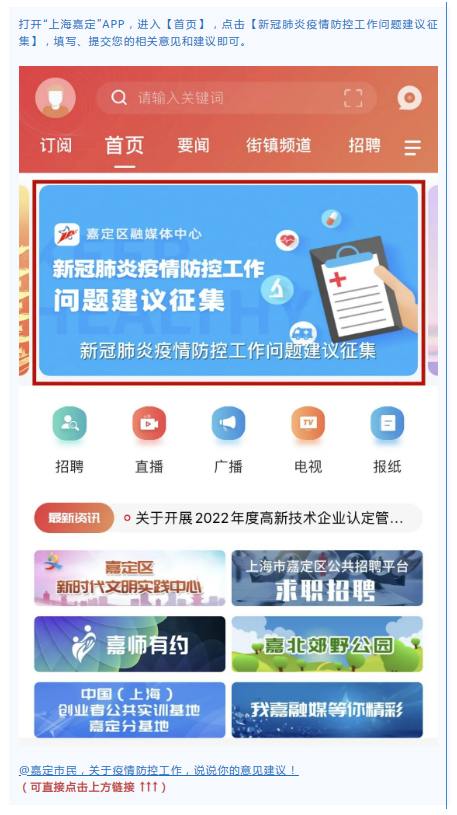 打开“上海嘉定”APP，进入【首页】，点击【新冠肺炎疫情防控工作问题建议征
集】，填写、提交您的相关意见和建议即可。
请输入关键词
订阅 首页 要闻 街镇频道 招聘
嘉定区融媒体中心
新冠肺炎疫情防控工作
问题建议征集
HEALTHY
新冠肺炎疫情防控工作问题建议征集
TV
招聘 直播 广播 电视 报纸
最新资讯 关于开展2022年度高新技术企业认定管...
嘉定区
新时代文明实践中心
上海市嘉定区公共招聘平台
求职招聘
嘉师有约
嘉北郊野公园
中国（上海）
创业者公共实训基地
嘉定分基地
我嘉融媒等你精彩
@嘉定市民，关于疫情防控工作，说说你的意见建议！
（可直接点击上方链接 ↑↑↑）